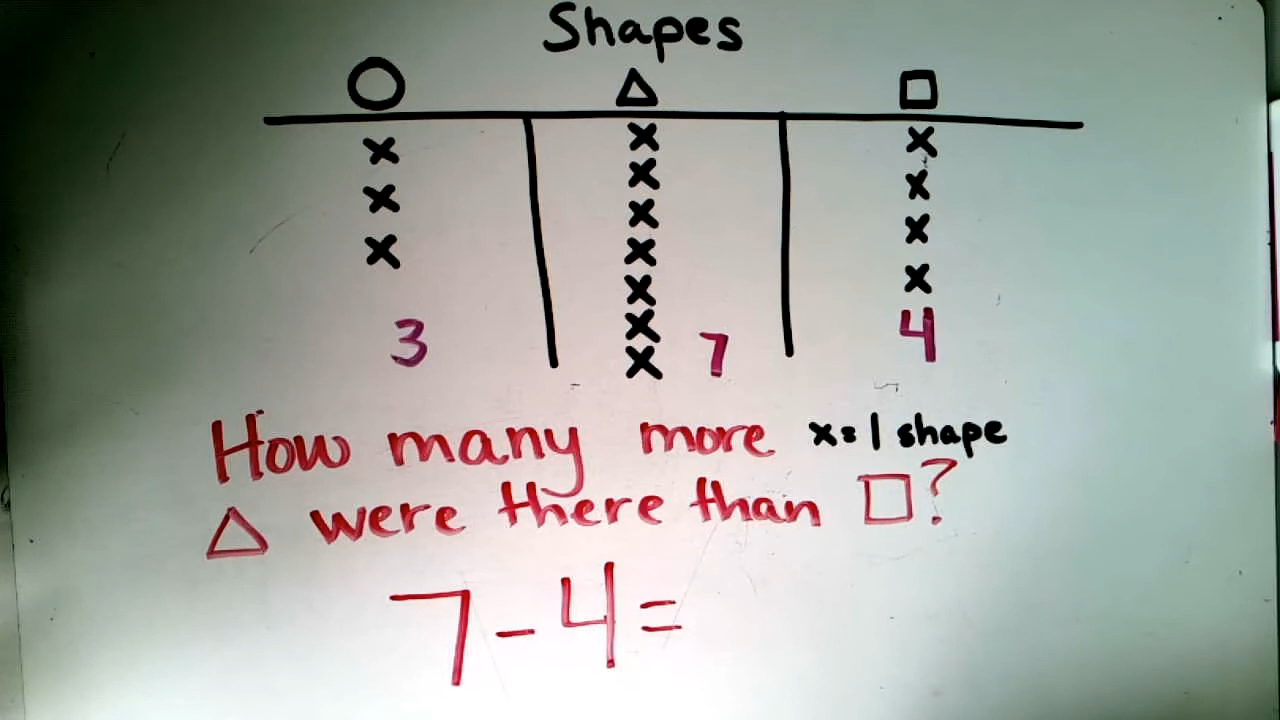 Shapes
x x x
x x x
x x x
x x
x
x
x
3 7 4
How many more x=1 shape
△ were there than □?
7-4=